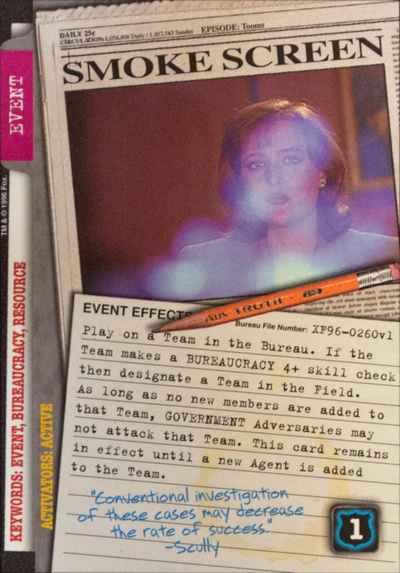 DAILY 25¢
EPISODE: Tooms
CIRCULATION: 1,058,498 Daily / 1,457,583 Sunday
SMOKE SCREEN
EVENT
TM & © 1996 Fox.
KEYWORDS: EVENT, BUREAUCRACY, RESOURCE
ACTIVATORS: ACTIVE
TRUTH
EVENT EFFECTS
Bureau File Number: XF96-0260v1
Play on a Team in the Bureau. If the
Team makes a BUREAUCRACY 4+ skill check
then designate a Team in the Field.
As long as no new members are added to
that Team, GOVERNMENT Adversaries may
not attack that Team. This card remains
in effect until a new Agent is added
to the Team.
"Conventional investigation
of these cases may decrease
the rate of success."
-Scully
1